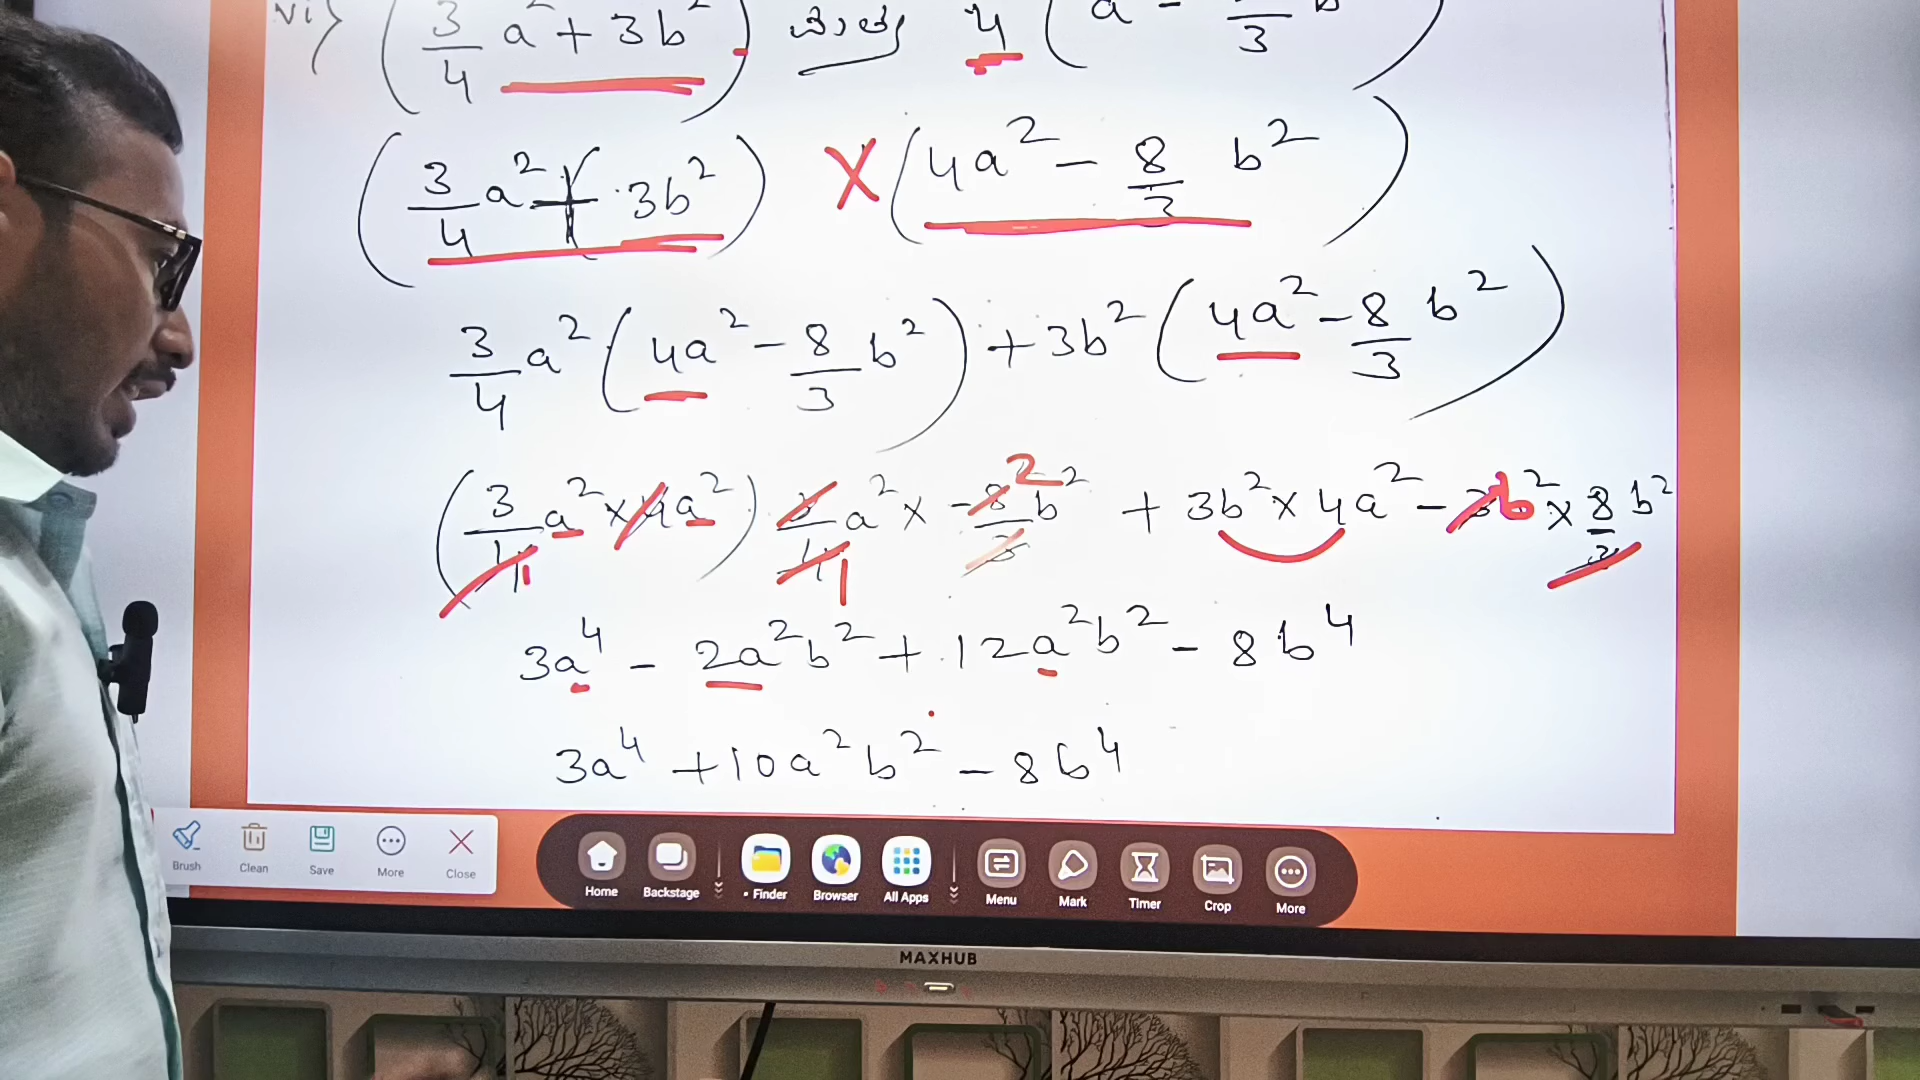 vi) (3/4 a² + 3b²) ಮತ್ತು 4 (a² - /3 b²)
(3/4 a² + 3b²) X (4a² - 8/3 b²)
3/4 a² (4a² - 8/3 b²) + 3b² (4a² - 8/3 b²)
(3/4 a² × 4a²) 3/4 a² × -8/3 b² + 3b² × 4a² - 3b² × 8/3 b²
3a⁴ - 2a²b² + 12a²b² - 8b⁴
3a⁴ + 10a²b² - 8b⁴
Brush Clean Save More Close
Home Backstage Finder Browser All Apps Menu Mark Timer Crop More
MAXHUB